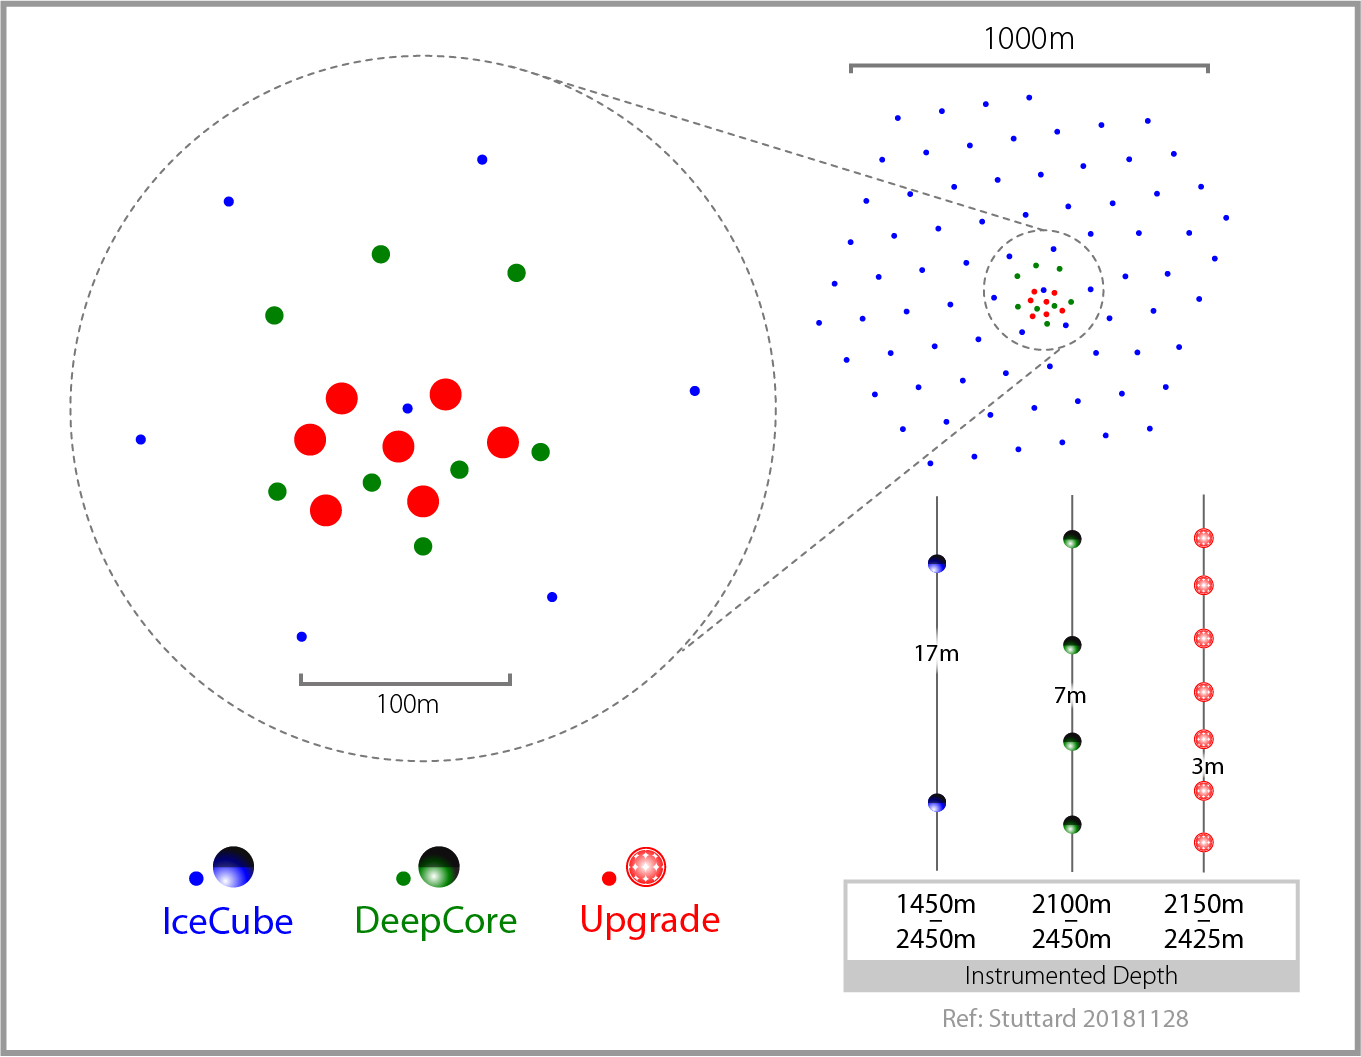 1000m
100m
17m
7m
3m
IceCube
DeepCore
Upgrade
1450m
–
2450m
2100m
–
2450m
2150m
–
2425m
Instrumented Depth
Ref: Stuttard 20181128